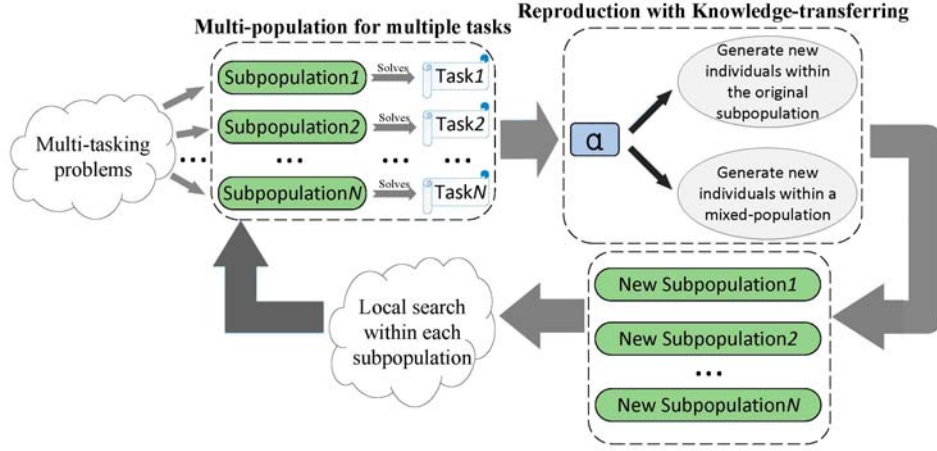 Multi-population for multiple tasks
Reproduction with Knowledge-transferring
Multi-tasking
problems
Subpopulation1
Solves
Task1
Subpopulation2
Solves
Task2
...
...
...
...
SubpopulationN
Solves
TaskN
α
Generate new
individuals within
the original
subpopulation
Generate new
individuals within a
mixed-population
New Subpopulation1
New Subpopulation2
...
New SubpopulationN
Local search
within each
subpopulation